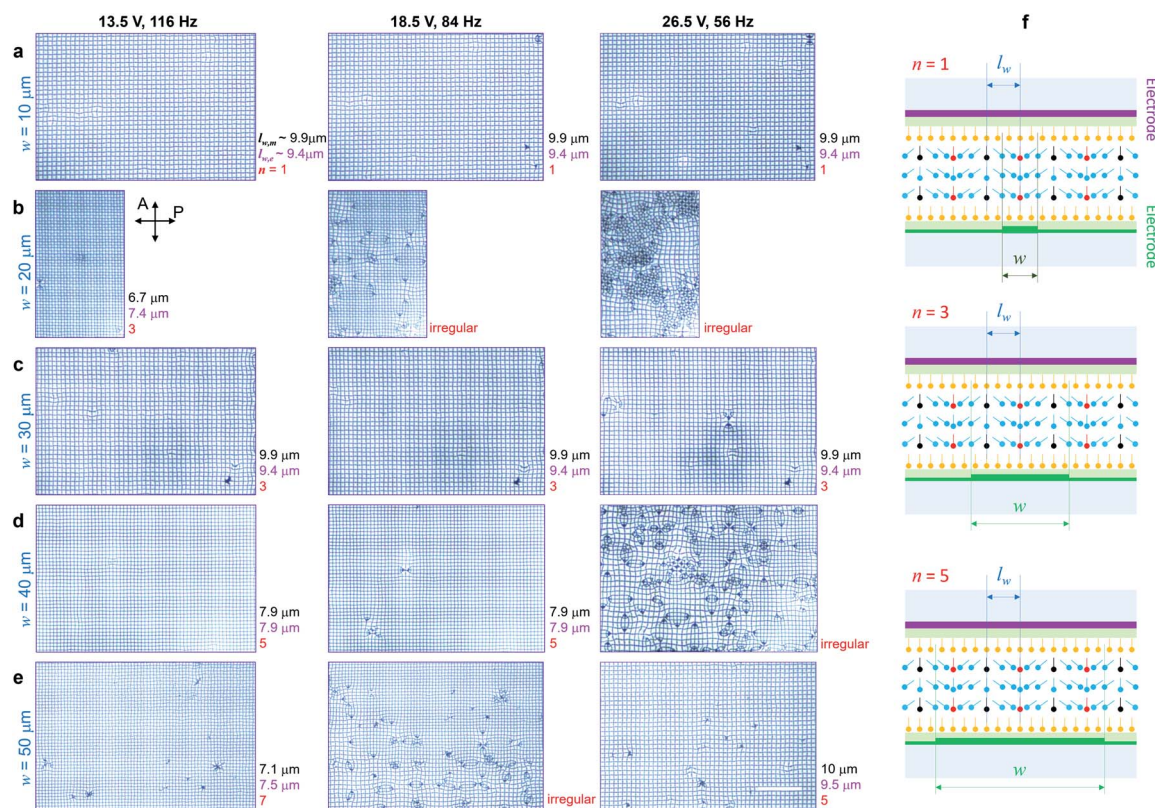 13.5 V, 116 Hz
18.5 V, 84 Hz
26.5 V, 56 Hz
f
a
w = 10 μm
l_{w,m} ~ 9.9μm
l_{w,e} ~ 9.4μm
n = 1
9.9 μm
9.4 μm
1
9.9 μm
9.4 μm
1
b
w = 20 μm
A
P
6.7 μm
7.4 μm
3
irregular
irregular
c
w = 30 μm
9.9 μm
9.4 μm
3
9.9 μm
9.4 μm
3
9.9 μm
9.4 μm
3
d
w = 40 μm
7.9 μm
7.9 μm
5
7.9 μm
7.9 μm
5
irregular
e
w = 50 μm
7.1 μm
7.5 μm
7
irregular
10 μm
9.5 μm
5
n = 1
l_w
Electrode
Electrode
w
n = 3
l_w
w
n = 5
l_w
w